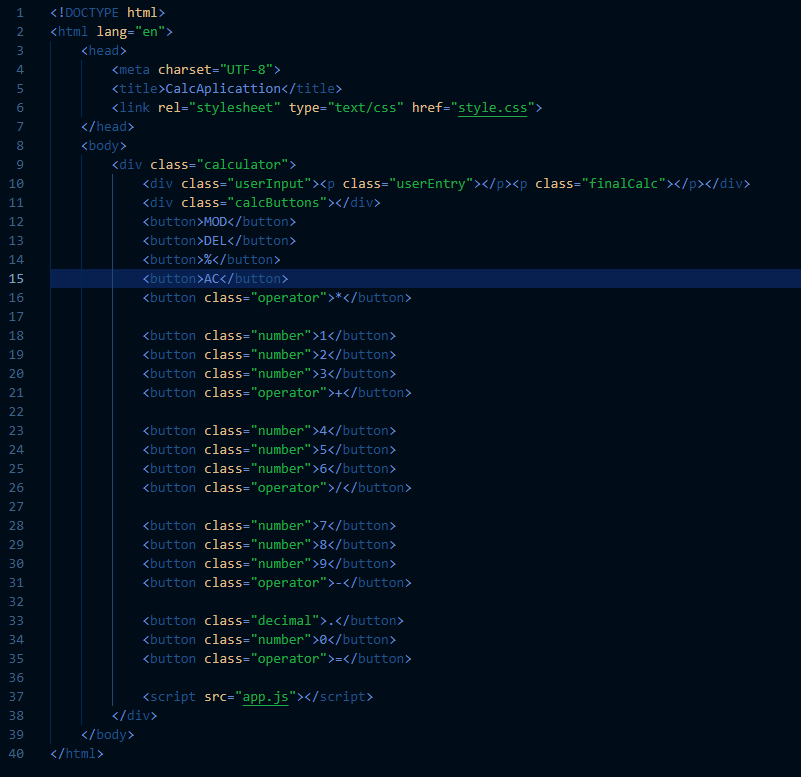 1 <!DOCTYPE html>
2 <html lang="en">
3     <head>
4         <meta charset="UTF-8">
5         <title>CalcAplicattion</title>
6         <link rel="stylesheet" type="text/css" href="style.css">
7     </head>
8     <body>
9         <div class="calculator">
10             <div class="userInput"><p class="userEntry"></p><p class="finalCalc"></p></div>
11             <div class="calcButtons"></div>
12             <button>MOD</button>
13             <button>DEL</button>
14             <button>%</button>
15             <button>AC</button>
16             <button class="operator">*</button>
17
18             <button class="number">1</button>
19             <button class="number">2</button>
20             <button class="number">3</button>
21             <button class="operator">+</button>
22
23             <button class="number">4</button>
24             <button class="number">5</button>
25             <button class="number">6</button>
26             <button class="operator">/</button>
27
28             <button class="number">7</button>
29             <button class="number">8</button>
30             <button class="number">9</button>
31             <button class="operator">-</button>
32
33             <button class="decimal">.</button>
34             <button class="number">0</button>
35             <button class="operator">=</button>
36
37             <script src="app.js"></script>
38         </div>
39     </body>
40 </html>